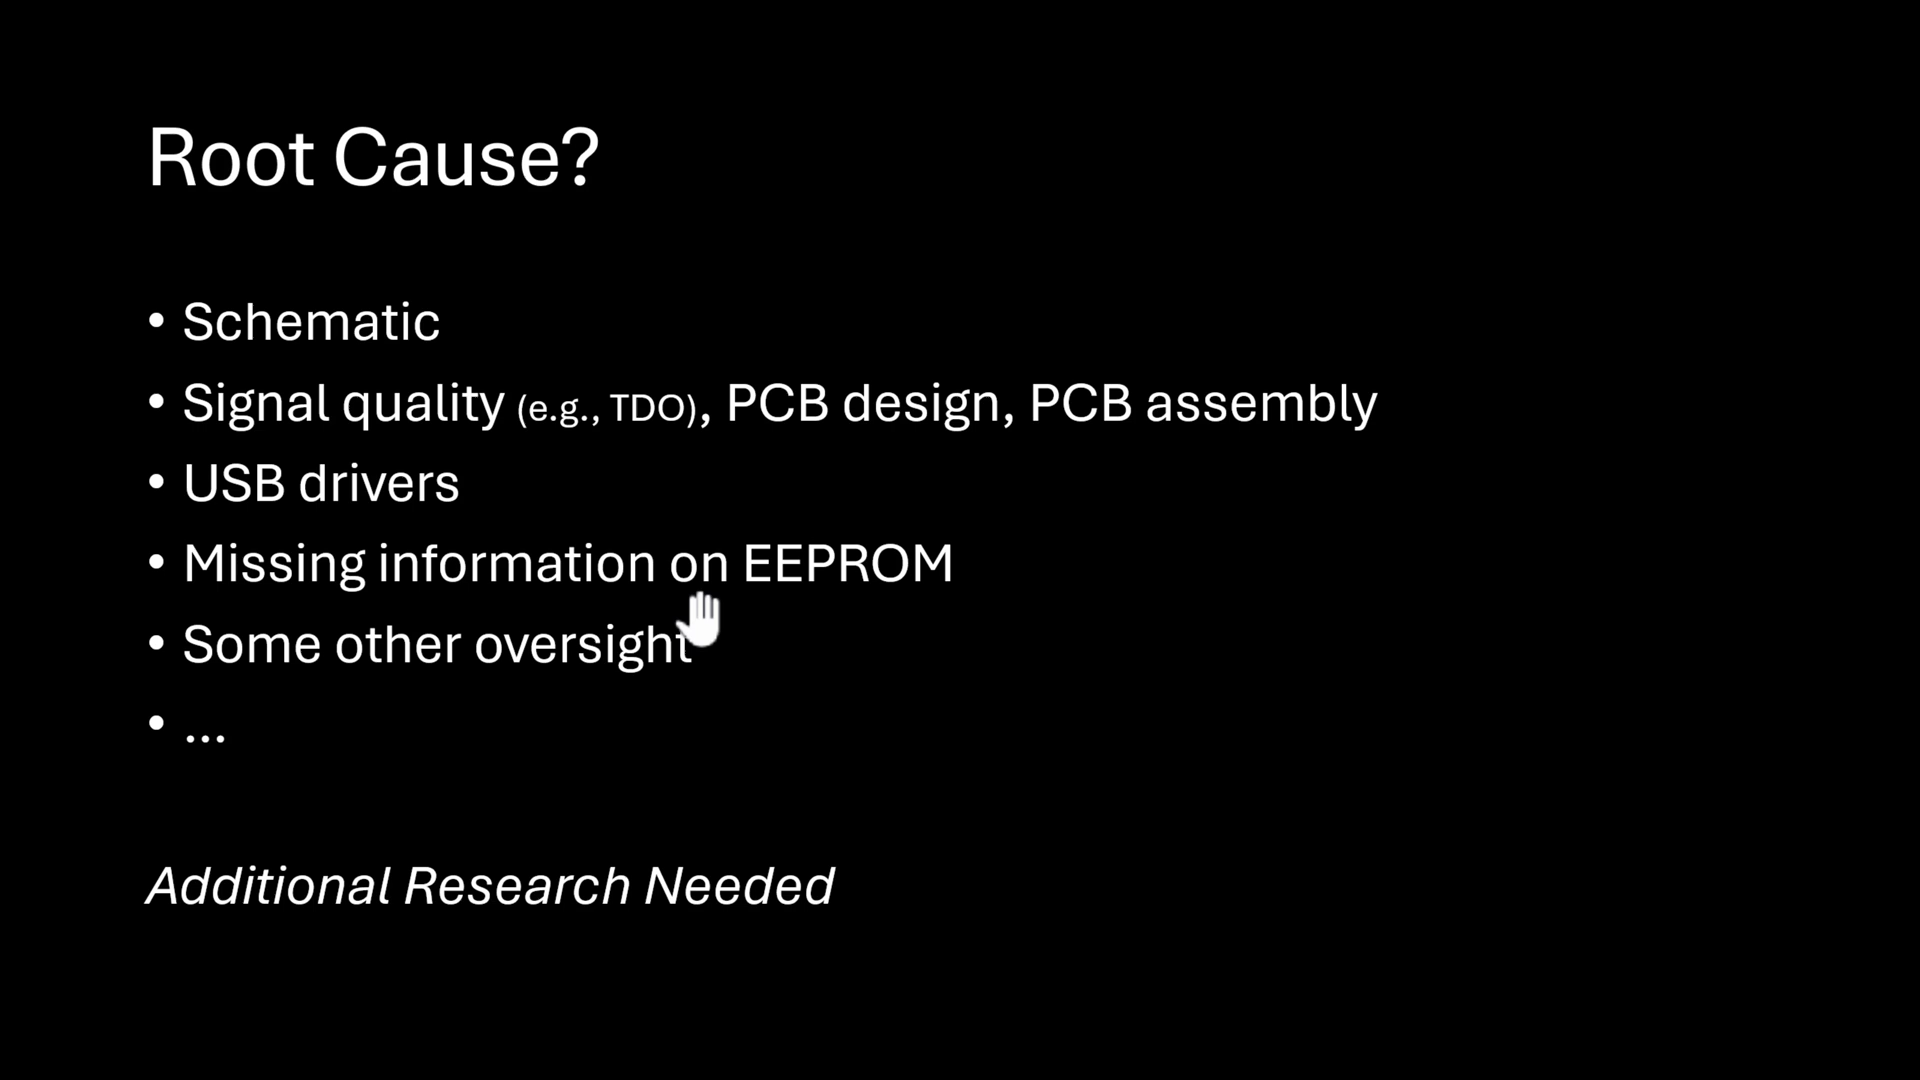 Root Cause?
• Schematic
• Signal quality (e.g., TDO), PCB design, PCB assembly
• USB drivers
• Missing information on EEPROM
• Some other oversight
• ...
Additional Research Needed